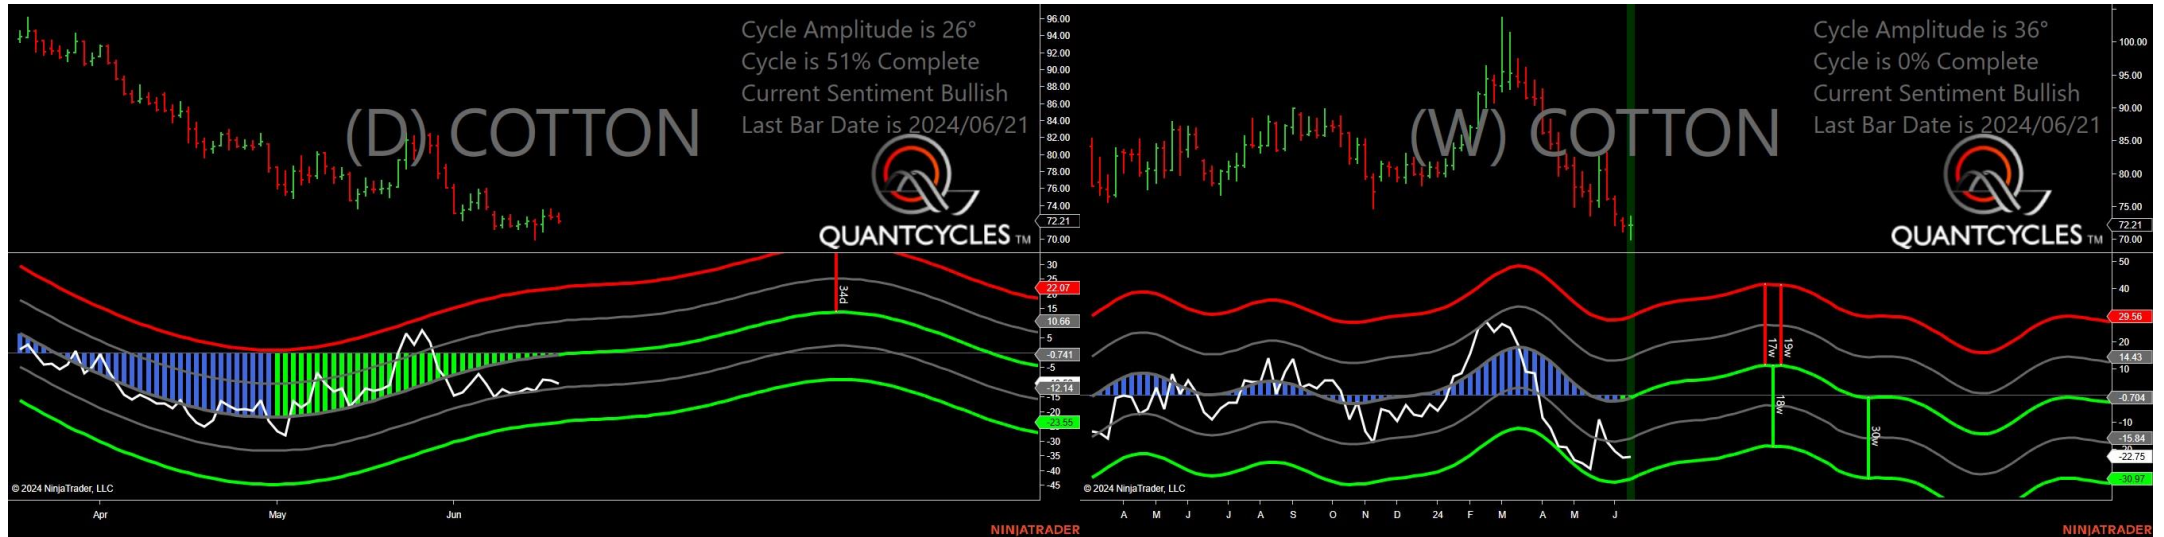 Cycle Amplitude is 26°
Cycle is 51% Complete
Current Sentiment Bullish
Last Bar Date is 2024/06/21
(D) COTTON
QUANTCYCLES TM
96.00
94.00
92.00
90.00
88.00
86.00
84.00
82.00
80.00
78.00
76.00
74.00
72.21
70.00
30
25
22.07
20
15
10.66
5
-0.741
-5
-12.14
-15
-20
-23.55
-30
-35
-40
-45
34d
© 2024 NinjaTrader, LLC
Apr
May
Jun
NINJATRADER
Cycle Amplitude is 36°
Cycle is 0% Complete
Current Sentiment Bullish
Last Bar Date is 2024/06/21
(W) COTTON
QUANTCYCLES TM
100.00
95.00
90.00
85.00
80.00
75.00
72.21
70.00
50
40
29.56
20
14.43
10
-0.704
-10
-15.84
-22.75
-30.97
17w
19w
18w
30w
© 2024 NinjaTrader, LLC
A M J J A S O N D 24 F M A M J
NINJATRADER